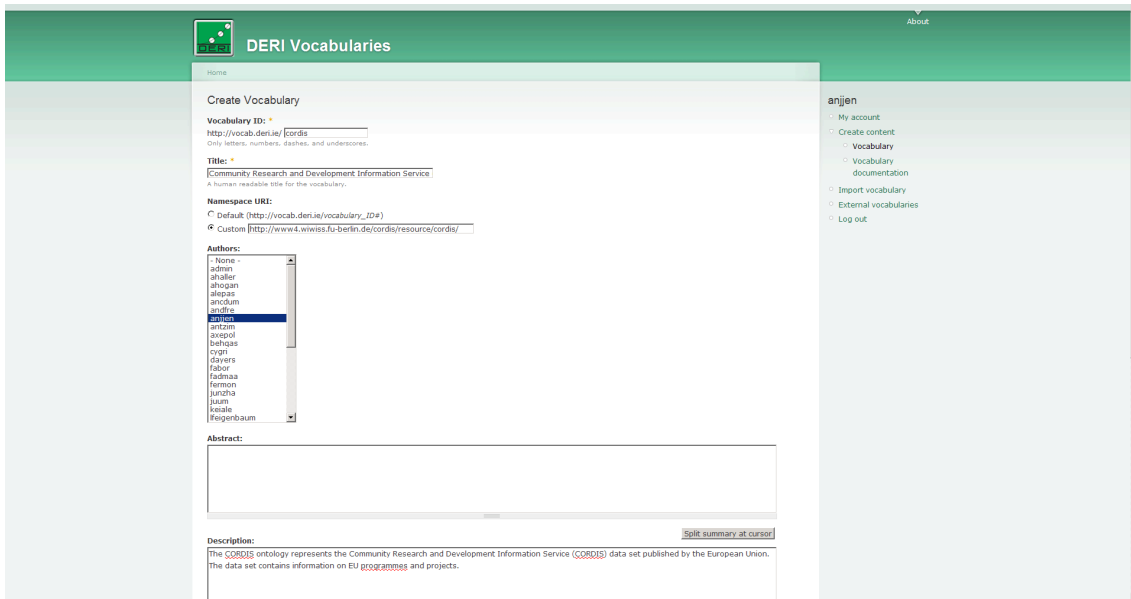 About
DERI
DERI Vocabularies
Home
Create Vocabulary
Vocabulary ID: *
http://vocab.deri.ie/ cordis
Only letters, numbers, dashes, and underscores.
Title: *
Community Research and Development Information Service
A human readable title for the vocabulary.
Namespace URI:
Default (http://vocab.deri.ie/vocabulary_ID#)
Custom http://www4.wiwiss.fu-berlin.de/cordis/resource/cordis/
Authors:
- None -
admin
ahaller
ahogan
alepas
ancdum
andfre
anjjen
antzim
axepol
behqas
cygri
dayers
fabor
fadmaa
fermon
junzha
juum
keiale
lfeigenbaum
Abstract:
Split summary at cursor
Description:
The CORDIS ontology represents the Community Research and Development Information Service (CORDIS) data set published by the European Union.
The data set contains information on EU programmes and projects.
anjjen
My account
Create content
Vocabulary
Vocabulary
documentation
Import vocabulary
External vocabularies
Log out